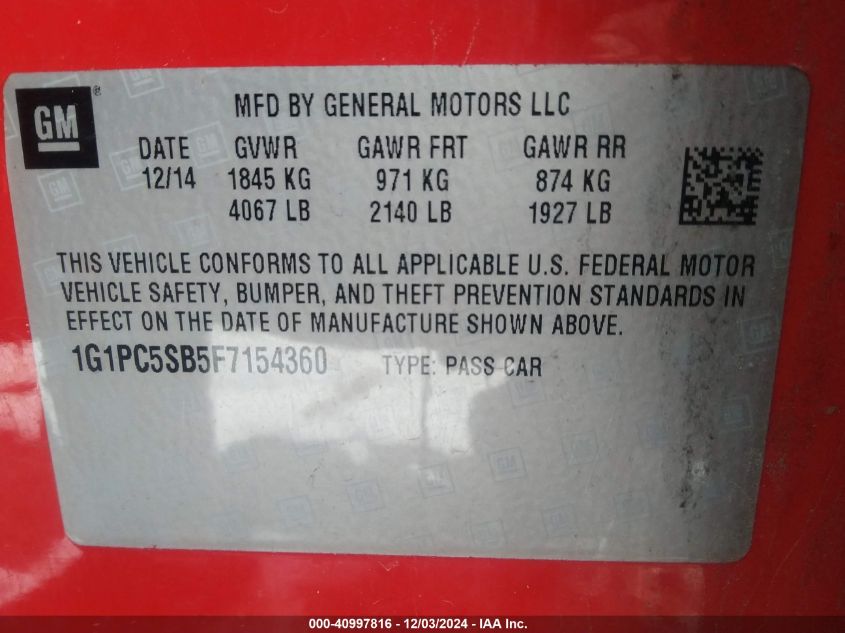 GM ®
MFD BY GENERAL MOTORS LLC
DATE GVWR GAWR FRT GAWR RR
12/14 1845 KG 971 KG 874 KG
4067 LB 2140 LB 1927 LB
THIS VEHICLE CONFORMS TO ALL APPLICABLE U.S. FEDERAL MOTOR
VEHICLE SAFETY, BUMPER, AND THEFT PREVENTION STANDARDS IN
EFFECT ON THE DATE OF MANUFACTURE SHOWN ABOVE.
1G1PC5SB5F7154360 TYPE: PASS CAR
000-40997816 - 12/03/2024 - IAA Inc.